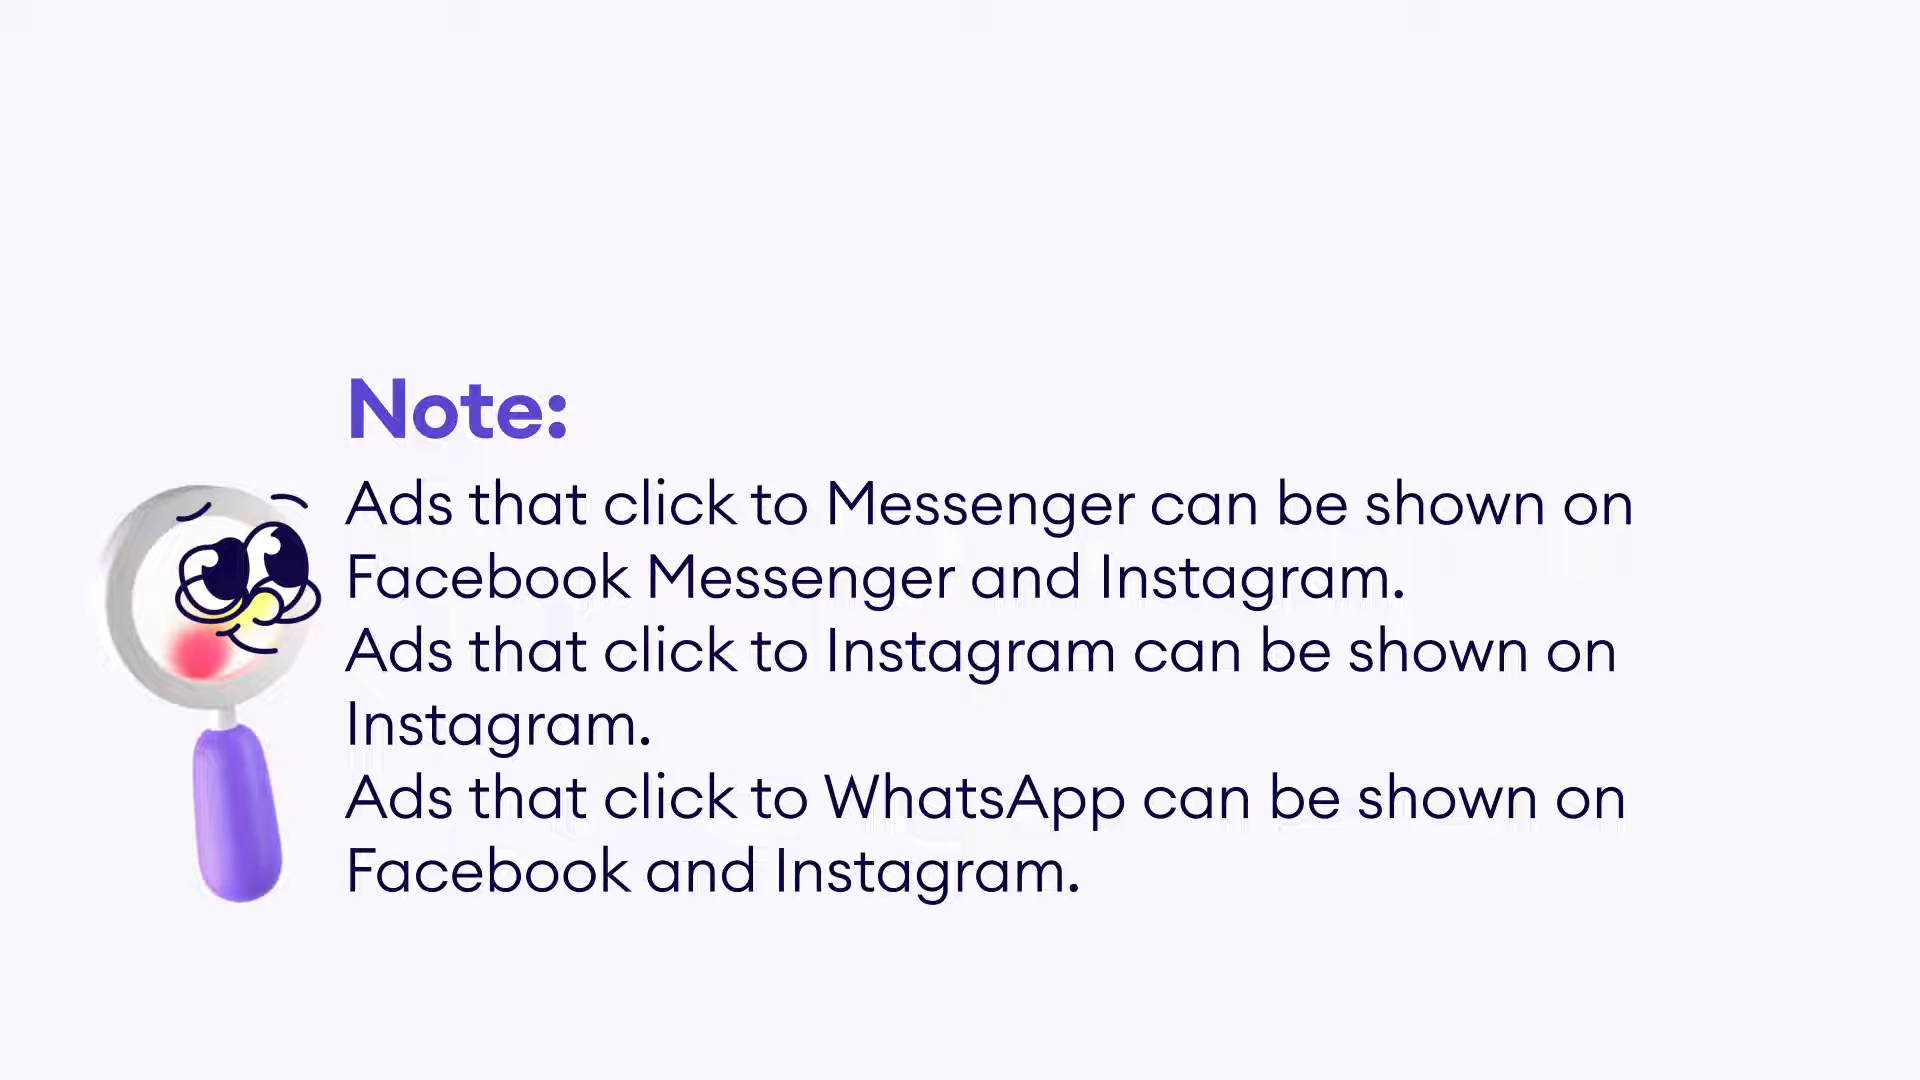 Note:
Ads that click to Messenger can be shown on
Facebook Messenger and Instagram.
Ads that click to Instagram can be shown on
Instagram.
Ads that click to WhatsApp can be shown on
Facebook and Instagram.